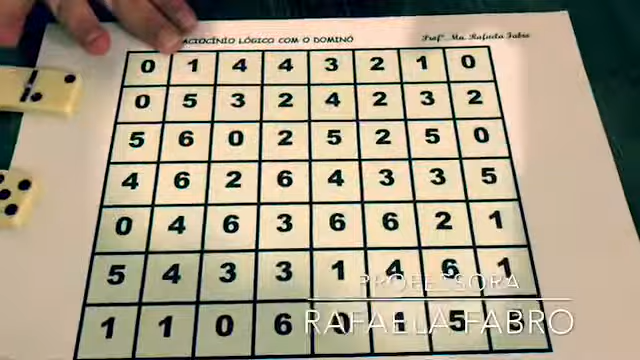 RACIOCÍNIO LÓGICO COM O DOMINÓ Profª. Ma. Rafaela Fabro
0 1 4 4 3 2 1 0
0 5 3 2 4 2 3 2
5 6 0 2 5 2 5 0
4 6 2 6 4 3 3 5
0 4 6 3 6 6 2 1
5 4 3 3 1 4 6 1
1 1 0 6 0 5
PROFESSORA
RAFAELA FABRO